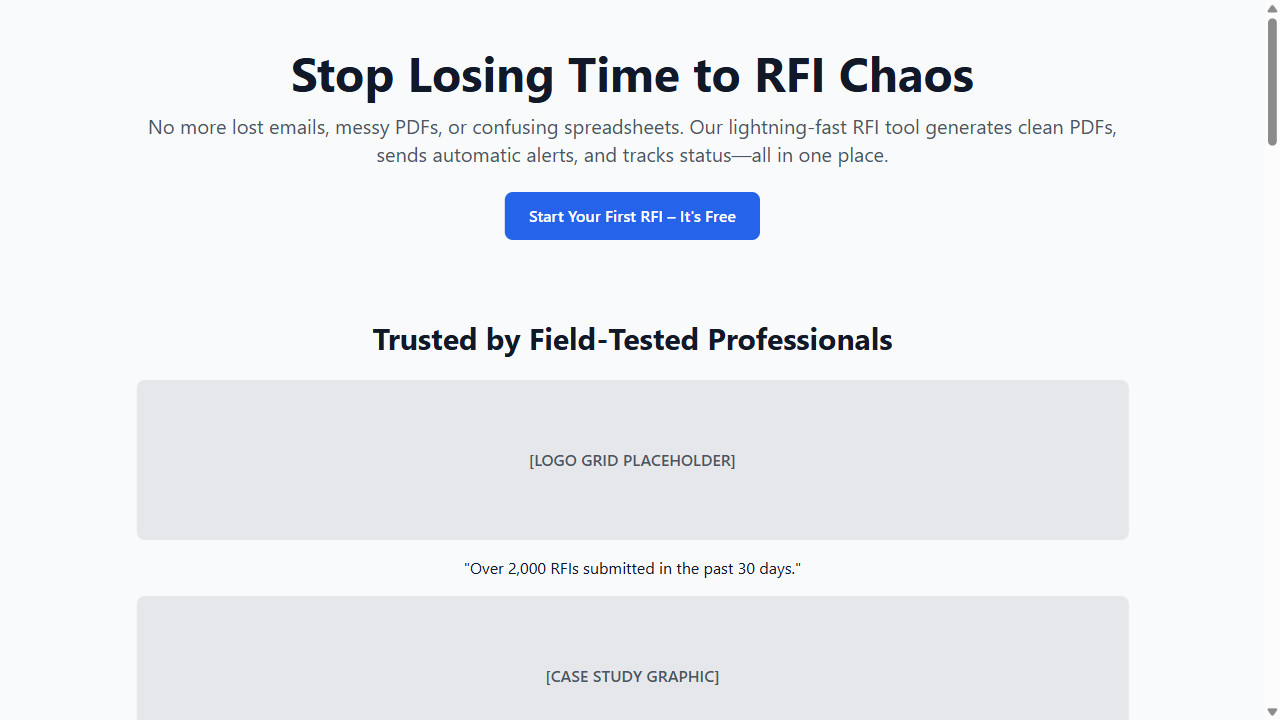 Stop Losing Time to RFI Chaos
No more lost emails, messy PDFs, or confusing spreadsheets. Our lightning-fast RFI tool generates clean PDFs,
sends automatic alerts, and tracks status—all in one place.
Start Your First RFI – It's Free
Trusted by Field-Tested Professionals
[LOGO GRID PLACEHOLDER]
"Over 2,000 RFIs submitted in the past 30 days."
[CASE STUDY GRAPHIC]